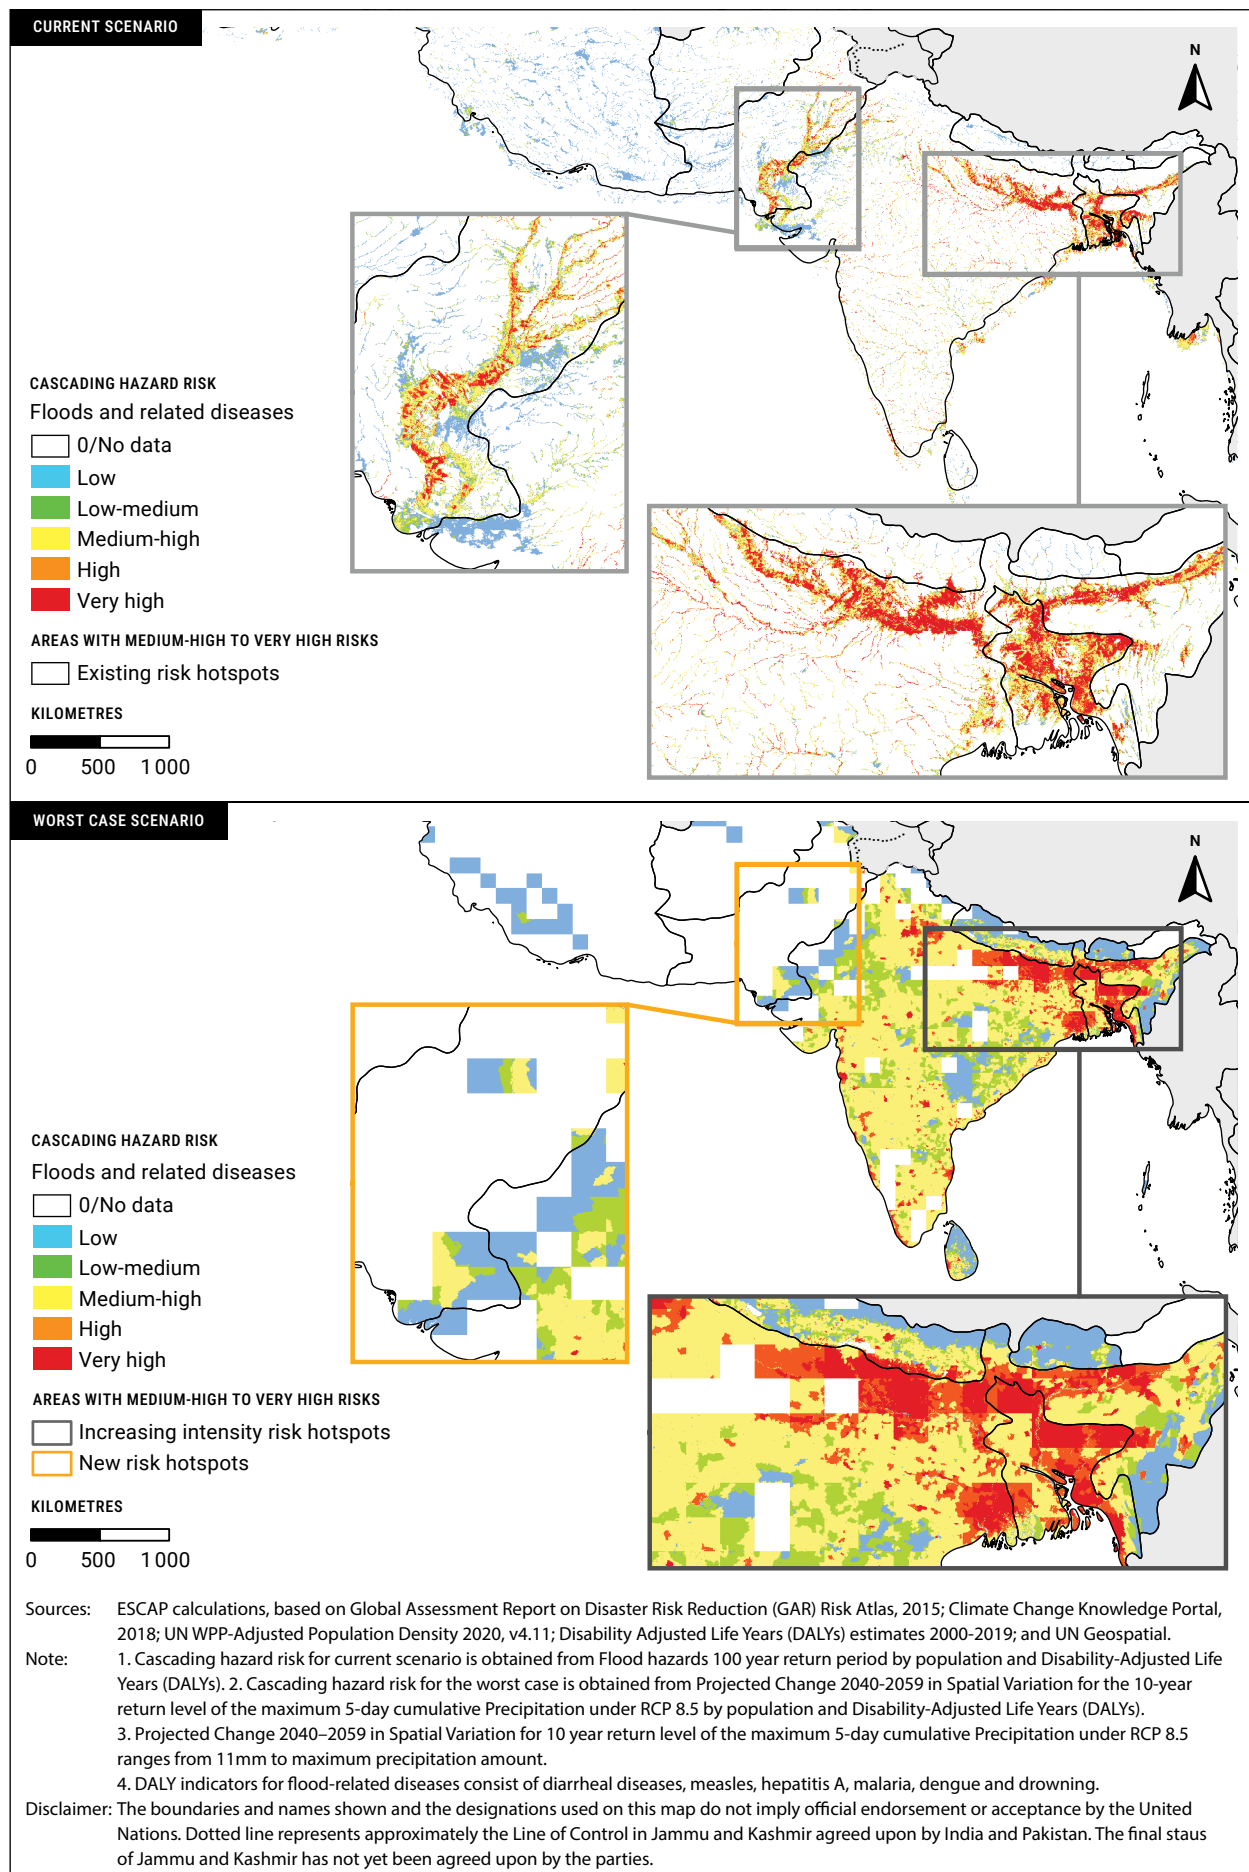 CURRENT SCENARIO
N
CASCADING HAZARD RISK
Floods and related diseases
0/No data
Low
Low-medium
Medium-high
High
Very high
AREAS WITH MEDIUM-HIGH TO VERY HIGH RISKS
Existing risk hotspots
KILOMETRES
0 500 1 000
WORST CASE SCENARIO
N
CASCADING HAZARD RISK
Floods and related diseases
0/No data
Low
Low-medium
Medium-high
High
Very high
AREAS WITH MEDIUM-HIGH TO VERY HIGH RISKS
Increasing intensity risk hotspots
New risk hotspots
KILOMETRES
0 500 1 000
Sources: ESCAP calculations, based on Global Assessment Report on Disaster Risk Reduction (GAR) Risk Atlas, 2015; Climate Change Knowledge Portal,
2018; UN WPP-Adjusted Population Density 2020, v4.11; Disability Adjusted Life Years (DALYs) estimates 2000-2019; and UN Geospatial.
Note: 1. Cascading hazard risk for current scenario is obtained from Flood hazards 100 year return period by population and Disability-Adjusted Life
Years (DALYs). 2. Cascading hazard risk for the worst case is obtained from Projected Change 2040-2059 in Spatial Variation for the 10-year
return level of the maximum 5-day cumulative Precipitation under RCP 8.5 by population and Disability-Adjusted Life Years (DALYs).
3. Projected Change 2040–2059 in Spatial Variation for 10 year return level of the maximum 5-day cumulative Precipitation under RCP 8.5
ranges from 11mm to maximum precipitation amount.
4. DALY indicators for flood-related diseases consist of diarrheal diseases, measles, hepatitis A, malaria, dengue and drowning.
Disclaimer: The boundaries and names shown and the designations used on this map do not imply official endorsement or acceptance by the United
Nations. Dotted line represents approximately the Line of Control in Jammu and Kashmir agreed upon by India and Pakistan. The final staus
of Jammu and Kashmir has not yet been agreed upon by the parties.